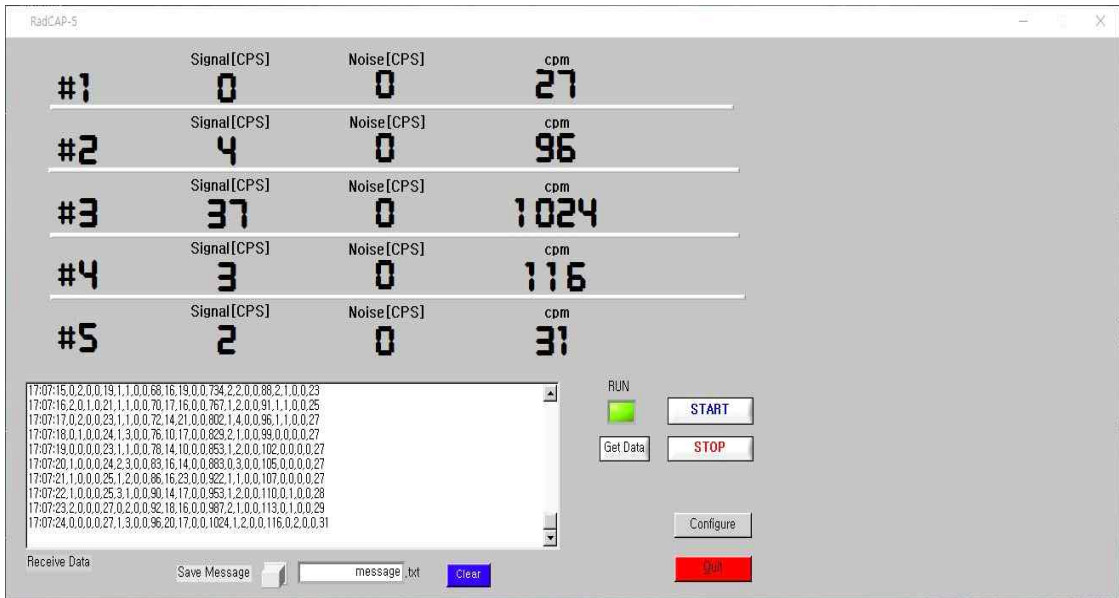 RadCAP-5
Signal[CPS] Noise[CPS] cpm
#1 0 0 27
Signal[CPS] Noise[CPS] cpm
#2 4 0 96
Signal[CPS] Noise[CPS] cpm
#3 37 0 1024
Signal[CPS] Noise[CPS] cpm
#4 3 0 116
Signal[CPS] Noise[CPS] cpm
#5 2 0 31
17:07:15,0,2,0,0,19,1,1,0,0,68,16,19,0,0,734,2,2,0,0,88,2,1,0,0,23
17:07:16,2,0,1,0,21,1,1,0,0,70,17,16,0,0,767,1,2,0,0,91,1,1,0,0,25
17:07:17,0,2,0,0,23,1,1,0,0,72,14,21,0,0,802,1,4,0,0,96,1,1,0,0,27
17:07:18,0,1,0,0,24,1,3,0,0,76,10,17,0,0,829,2,1,0,0,99,0,0,0,0,27
17:07:19,0,0,0,0,23,1,1,0,0,78,14,10,0,0,853,1,2,0,0,102,0,0,0,0,27
17:07:20,1,0,0,0,24,2,3,0,0,83,16,14,0,0,883,0,3,0,0,105,0,0,0,0,27
17:07:21,1,0,0,0,25,1,2,0,0,86,16,23,0,0,922,1,1,0,0,107,0,0,0,0,27
17:07:22,1,0,0,0,25,3,1,0,0,90,14,17,0,0,953,1,2,0,0,110,0,1,0,0,28
17:07:23,2,0,0,0,27,0,2,0,0,92,18,16,0,0,987,2,1,0,0,113,0,1,0,0,29
17:07:24,0,0,0,0,27,1,3,0,0,96,20,17,0,0,1024,1,2,0,0,116,0,2,0,0,31
RUN
START
Get Data STOP
Configure
Receive Data
Save Message message .txt Clear
Quit